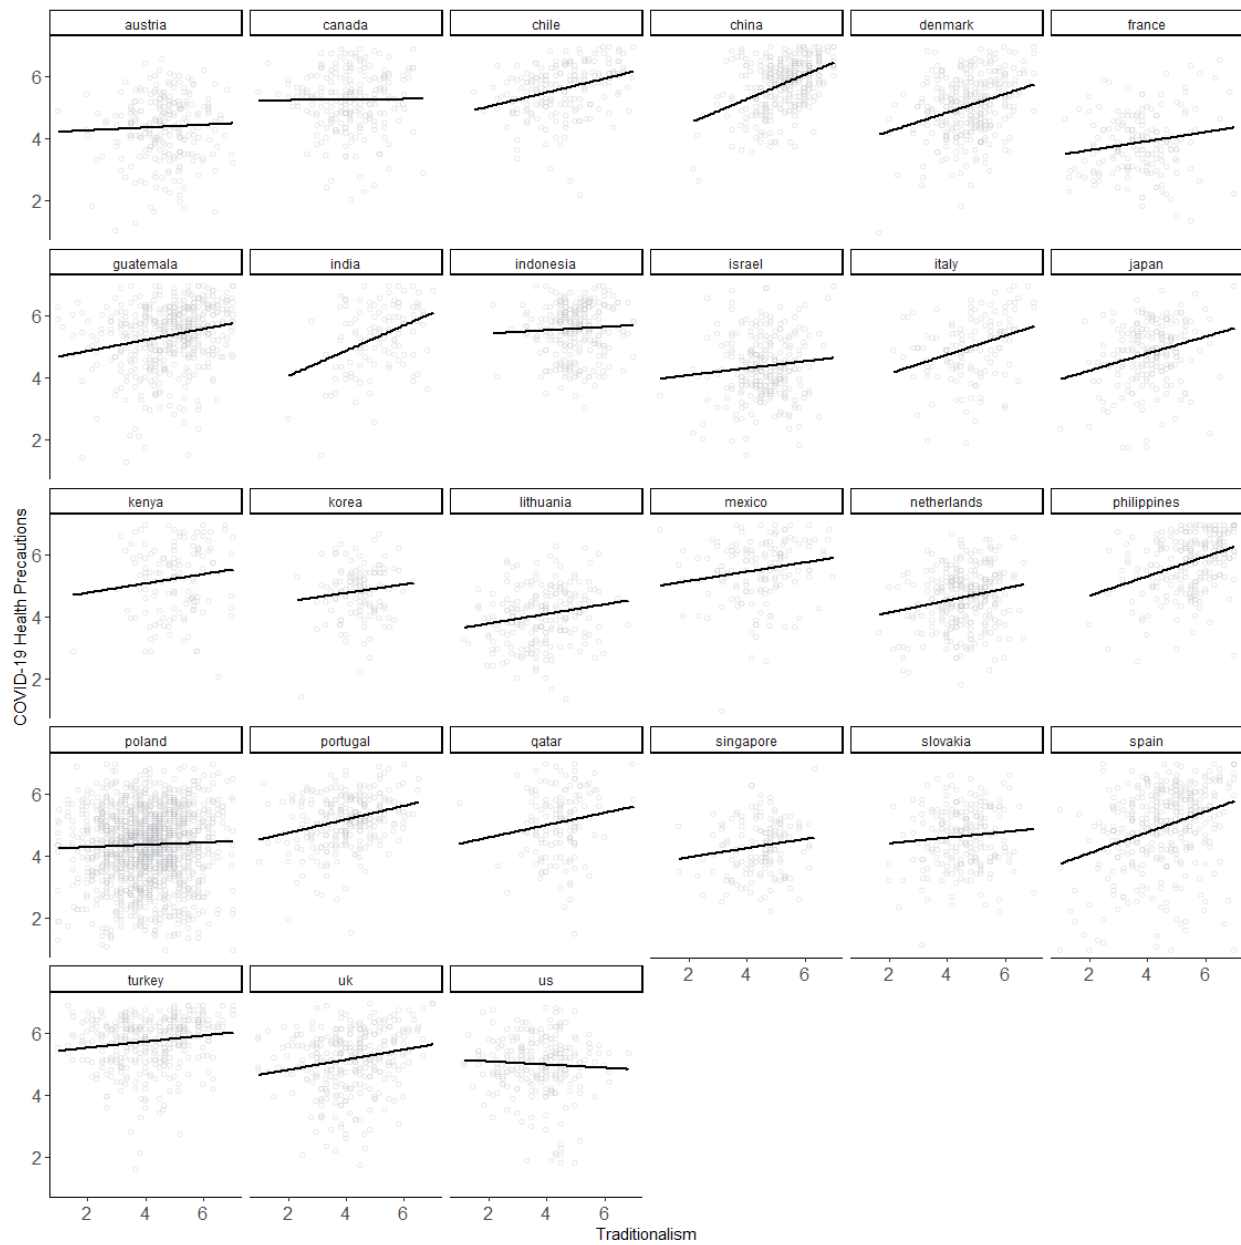 austria canada chile china denmark france
6
4
2
guatemala india indonesia israel italy japan
6
4
2
kenya korea lithuania mexico netherlands philippines
6
4
2
poland portugal qatar singapore slovakia spain
6
4
2
2 4 6 2 4 6 2 4 6
turkey uk us
6
4
2
2 4 6 2 4 6 2 4 6
COVID-19 Health Precautions
Traditionalism